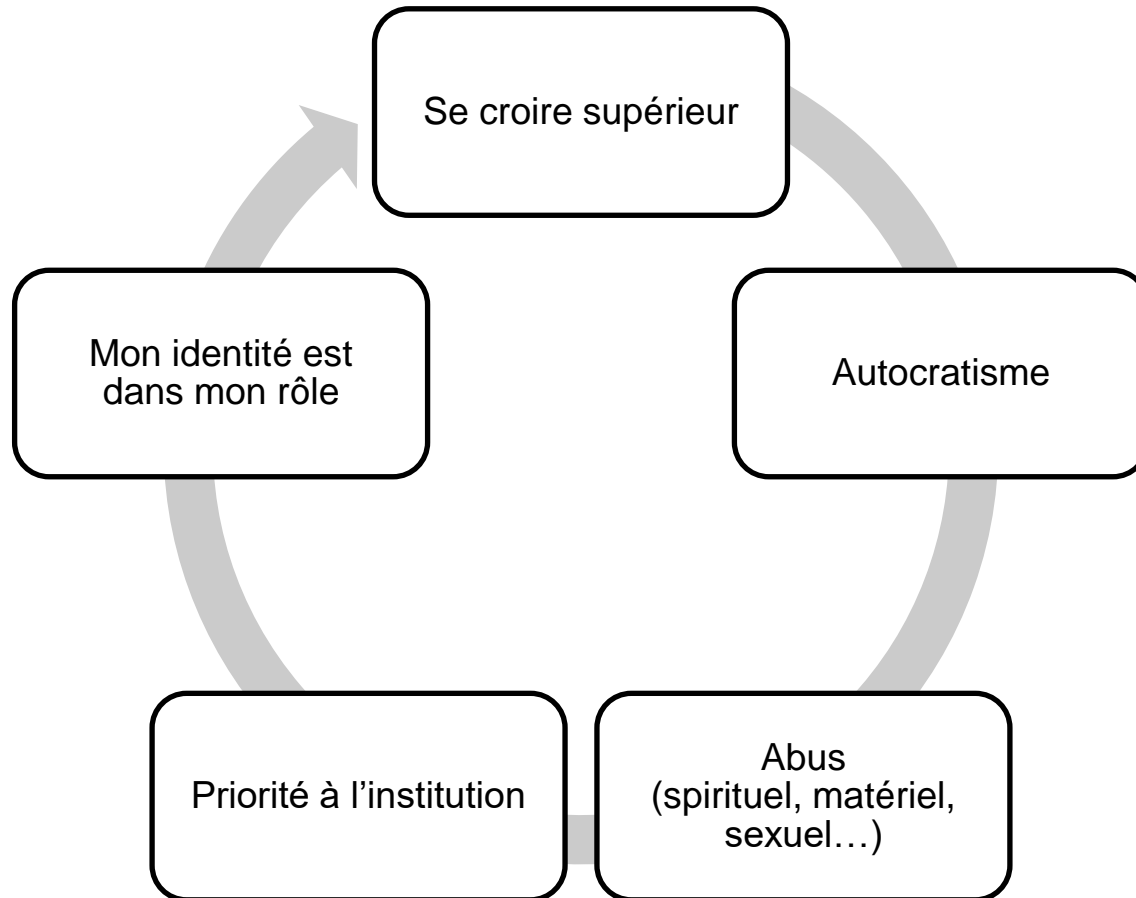 Se croire supérieur
Autocratisme
Abus
(spirituel, matériel,
sexuel…)
Priorité à l’institution
Mon identité est
dans mon rôle